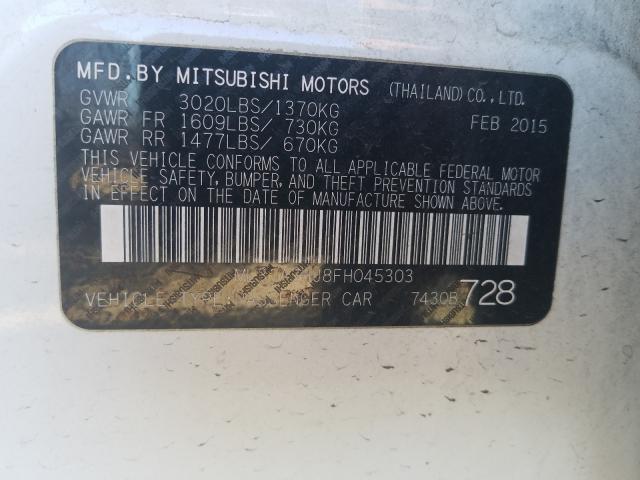 MFD.BY MITSUBISHI MOTORS (THAILAND)CO.,LTD.
GVWR 3020LBS/1370KG
FEB 2015
GAWR FR 1609LBS/ 730KG
GAWR RR 1477LBS/ 670KG
THIS VEHICLE CONFORMS TO ALL APPLICABLE FEDERAL MOTOR
VEHICLE SAFETY, BUMPER, AND THEFT PREVENTION STANDARDS
IN EFFECT ON THE DATE OF MANUFACTURE SHOWN ABOVE.
VEHICLE TYPE:PASSENGER CAR 7430B 728